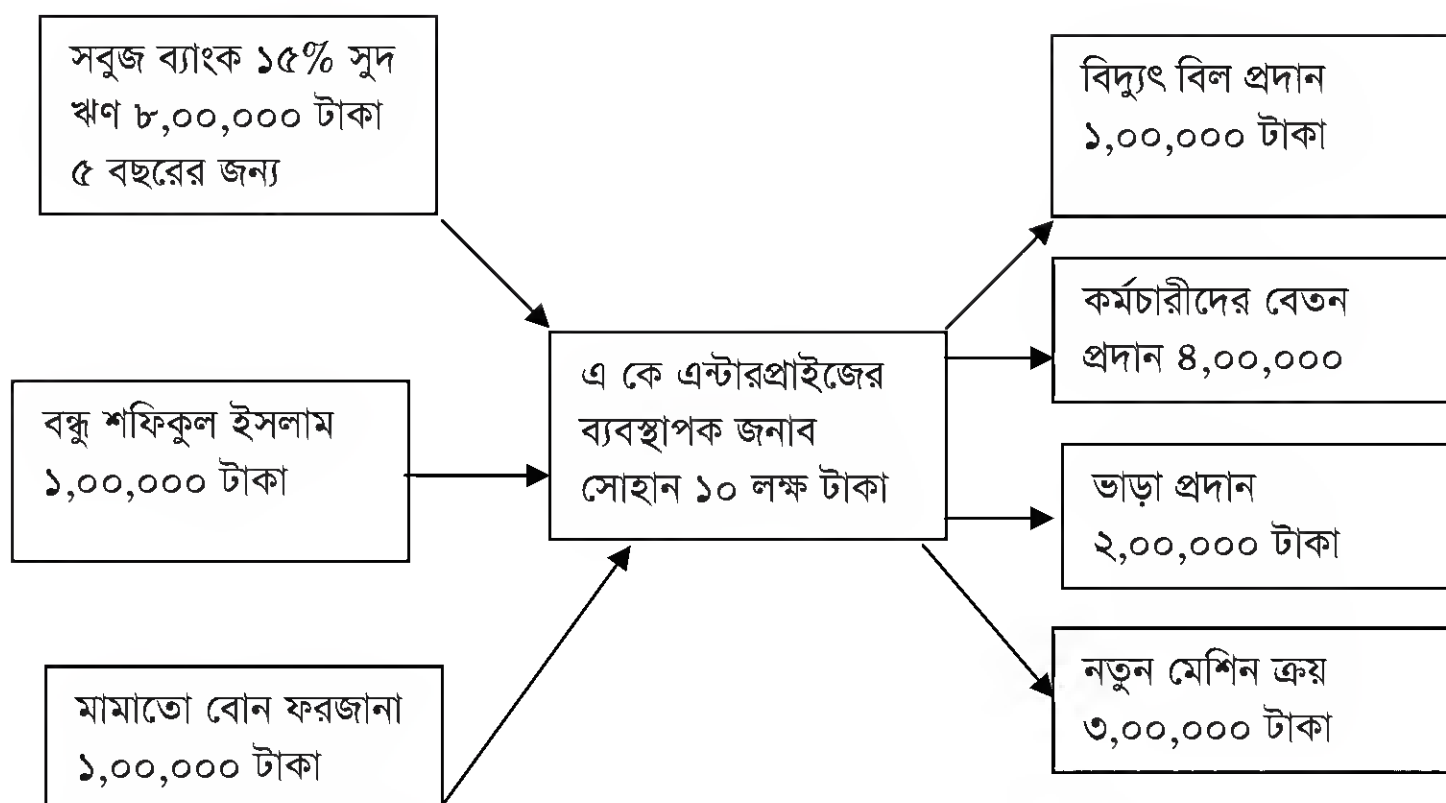 সবুজ ব্যাংক ১৫% সুদ
ঋণ ৮,০০,০০০ টাকা
৫ বছরের জন্য
বন্ধু শফিকুল ইসলাম
১,০০,০০০ টাকা
মামাতো বোন ফরজানা
১,০০,০০০ টাকা
এ কে এন্টারপ্রাইজের
ব্যবস্থাপক জনাব
সোহান ১০ লক্ষ টাকা
বিদ্যুৎ বিল প্রদান
১,০০,০০০ টাকা
কর্মচারীদের বেতন
প্রদান ৪,০০,০০০
ভাড়া প্রদান
২,০০,০০০ টাকা
নতুন মেশিন ক্রয়
৩,০০,০০০ টাকা